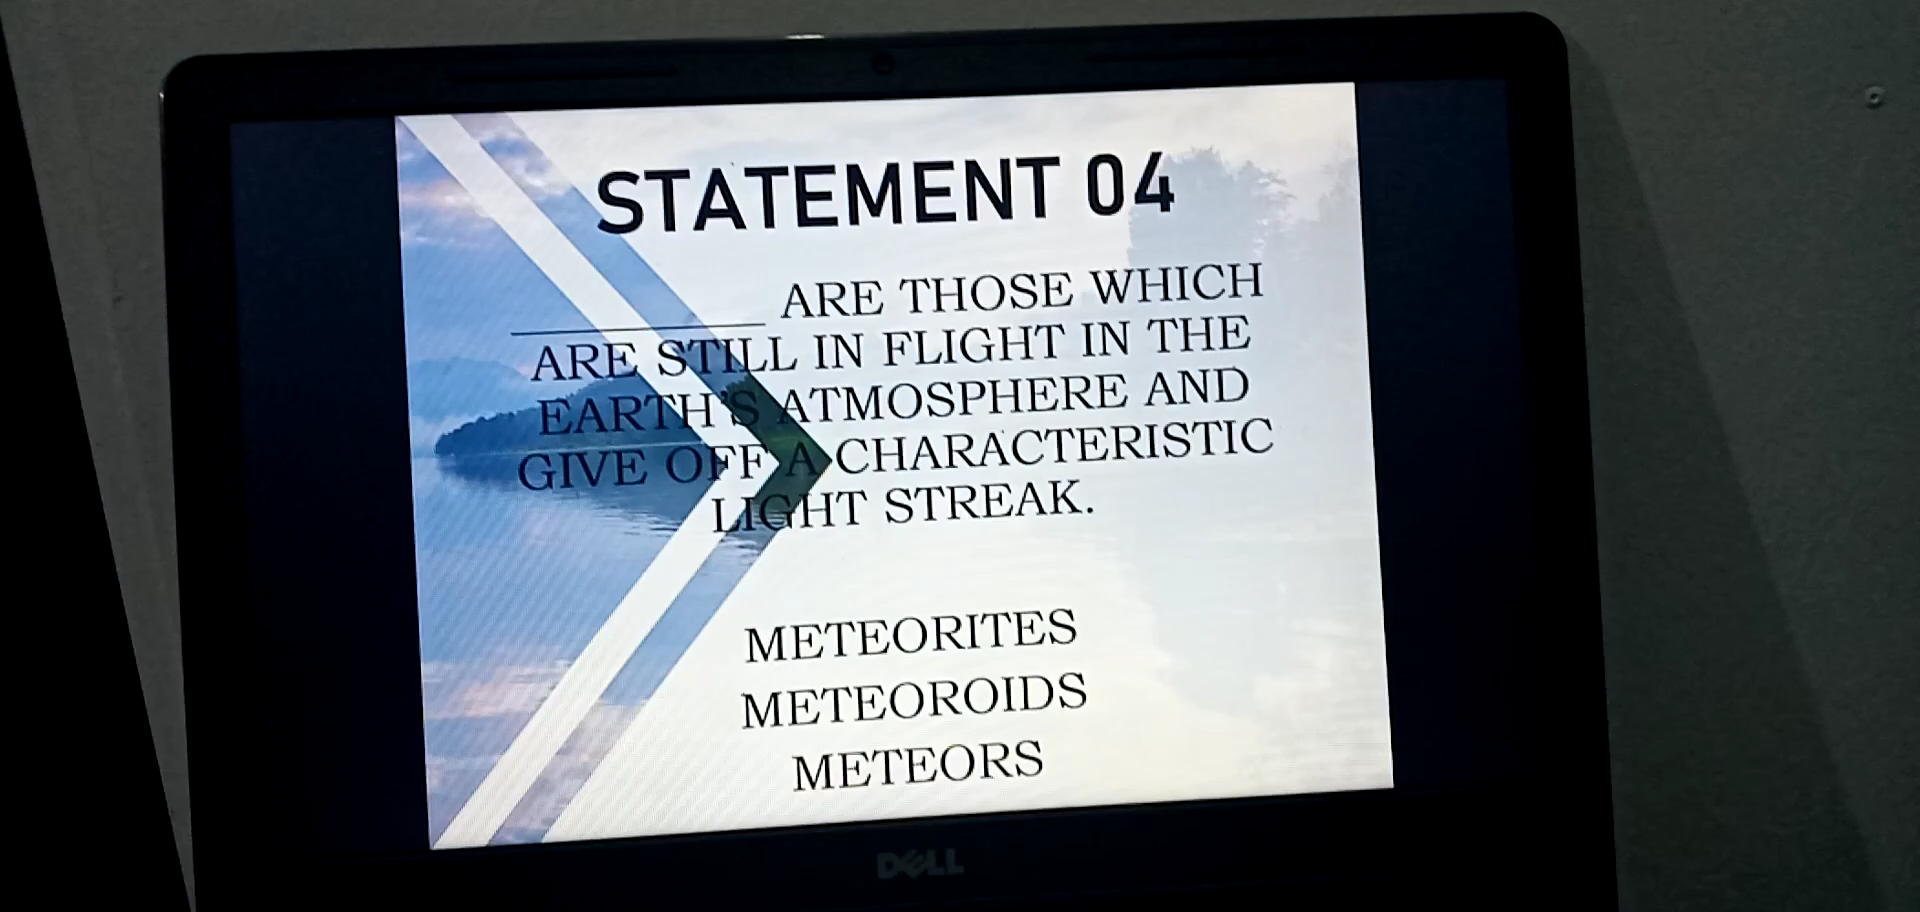 STATEMENT 04
__________ ARE THOSE WHICH
ARE STILL IN FLIGHT IN THE
EARTH'S ATMOSPHERE AND
GIVE OFF A CHARACTERISTIC
LIGHT STREAK.
METEORITES
METEOROIDS
METEORS
DELL